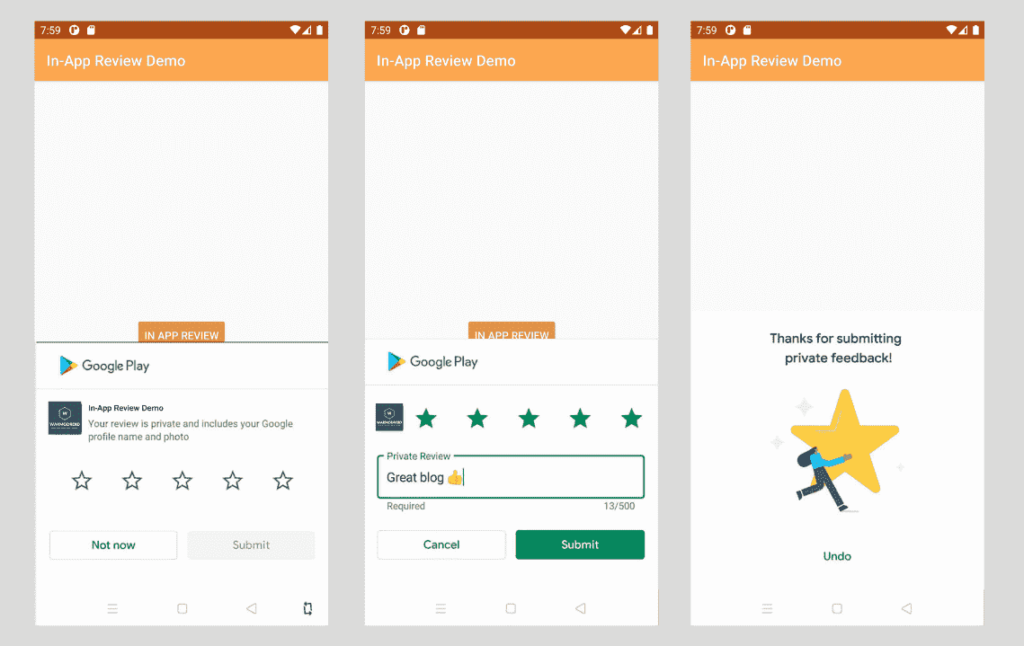 7:59
In-App Review Demo
IN APP REVIEW
Google Play
In-App Review Demo
Your review is private and includes your Google
profile name and photo
Not now
Submit
7:59
In-App Review Demo
IN APP REVIEW
Google Play
Private Review
Great blog 👍
Required
13/500
Cancel
Submit
7:59
In-App Review Demo
Thanks for submitting
private feedback!
Undo